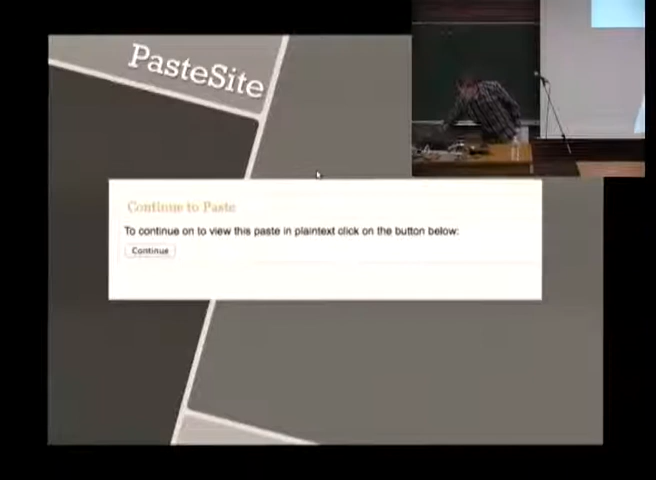 PasteSite
Continue to Paste
To continue on to view this paste in plaintext click on the button below:
Continue